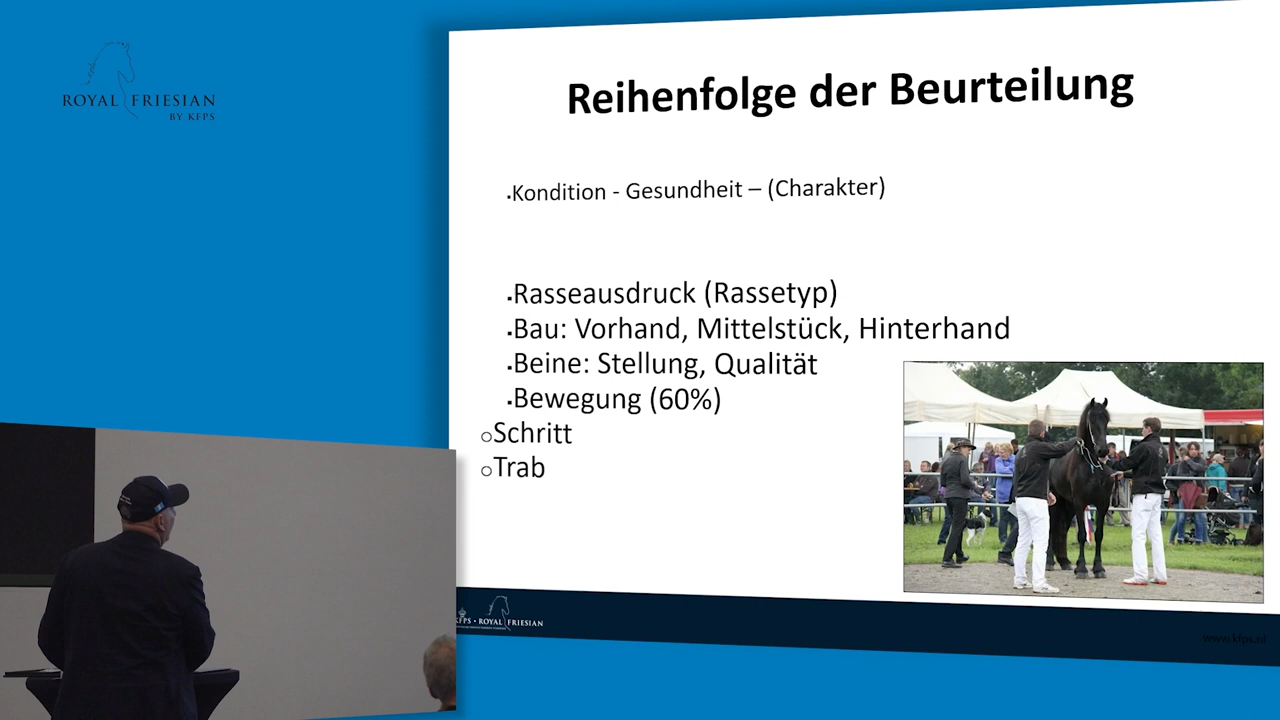 ROYAL FRIESIAN
BY KFPS
Reihenfolge der Beurteilung
▪Kondition - Gesundheit – (Charakter)
▪Rasseausdruck (Rassetyp)
▪Bau: Vorhand, Mittelstück, Hinterhand
▪Beine: Stellung, Qualität
▪Bewegung (60%)
○Schritt
○Trab
KFPS • ROYAL FRIESIAN
www.kfps.nl